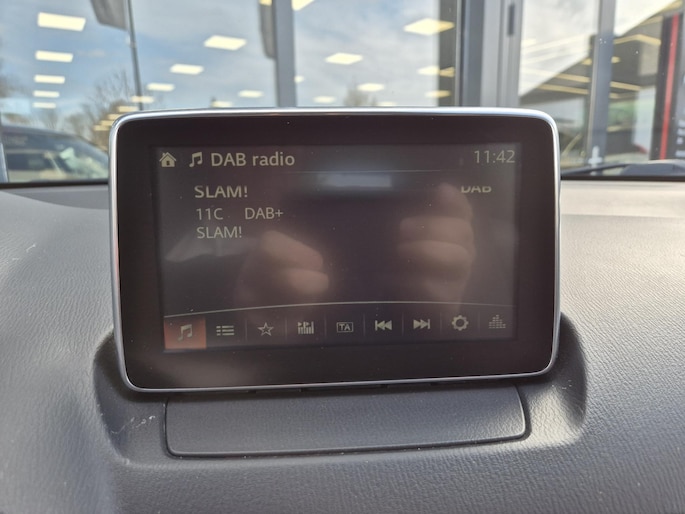 DAB radio 11:42
SLAM! DAB
11C DAB+
SLAM!
TA